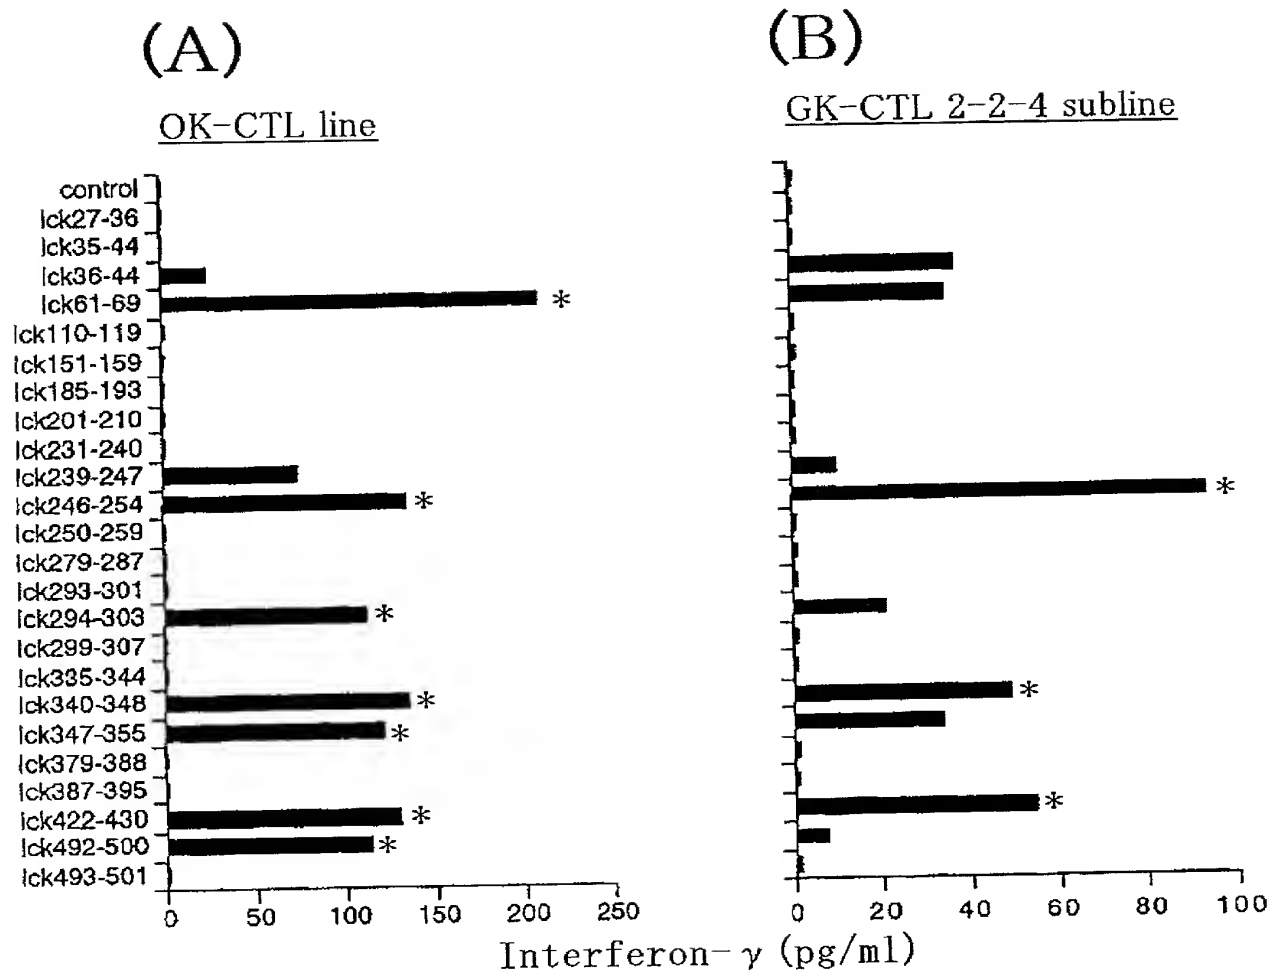 (A)
OK-CTL line
control
lck27-36
lck35-44
lck36-44
lck61-69
lck110-119
lck151-159
lck185-193
lck201-210
lck231-240
lck239-247
lck246-254
lck250-259
lck279-287
lck293-301
lck294-303
lck299-307
lck335-344
lck340-348
lck347-355
lck379-388
lck387-395
lck422-430
lck492-500
lck493-501
*
*
*
*
*
*
*
0 50 100 150 200 250
(B)
GK-CTL 2-2-4 subline
*
*
*
0 20 40 60 80 100
Interferon-γ (pg/ml)